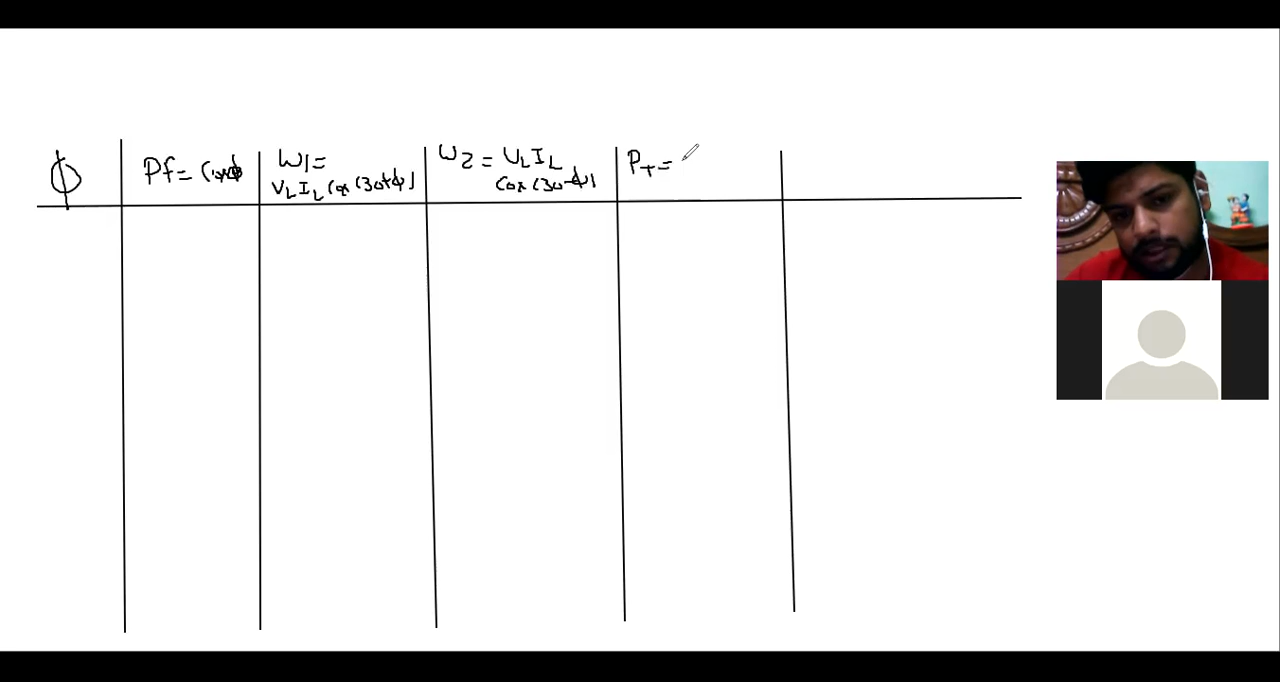 ϕ
Pf = Cosϕ
W1 =
VLIL Cos (30+ϕ)
W2 = VLIL
Cos (30-ϕ)
PT =